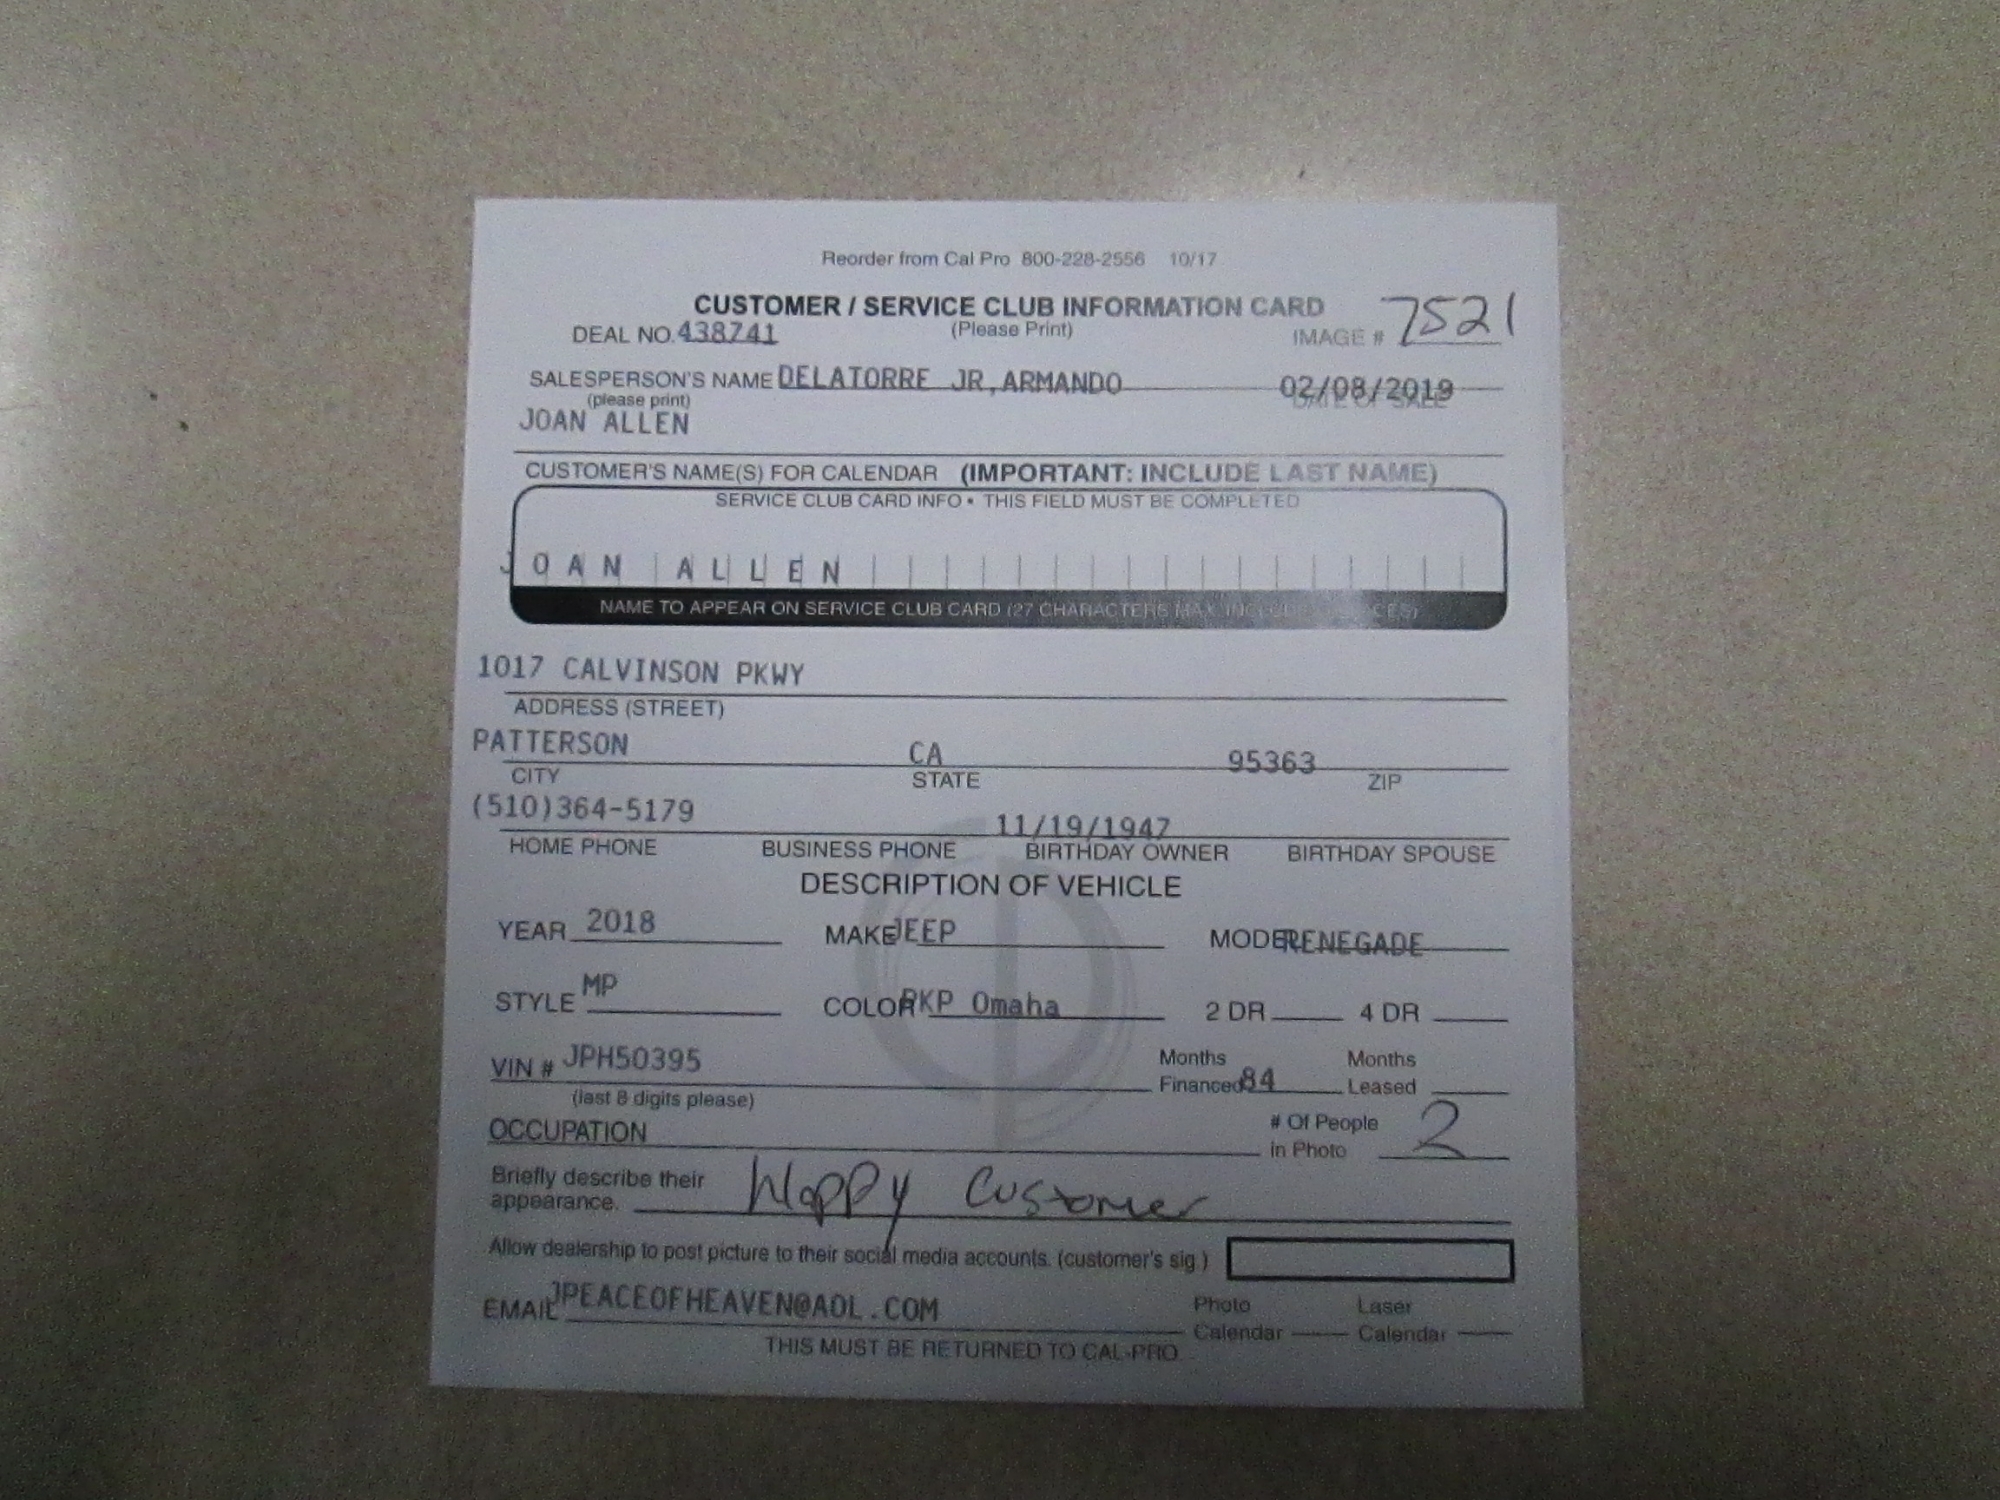 Reorder from Cal Pro 800-228-2556 10/17
CUSTOMER / SERVICE CLUB INFORMATION CARD
DEAL NO. 438741 (Please Print) IMAGE # 7521
SALESPERSON'S NAME DELATORRE JR,ARMANDO 02/08/2019
(please print) DATE OF SALE
JOAN ALLEN
CUSTOMER'S NAME(S) FOR CALENDAR (IMPORTANT: INCLUDE LAST NAME)
SERVICE CLUB CARD INFO • THIS FIELD MUST BE COMPLETED
JOAN ALLEN
NAME TO APPEAR ON SERVICE CLUB CARD (27 CHARACTERS MAX
1017 CALVINSON PKWY
ADDRESS (STREET)
PATTERSON CA 95363
CITY STATE ZIP
(510)364-5179 11/19/1947
HOME PHONE BUSINESS PHONE BIRTHDAY OWNER BIRTHDAY SPOUSE
DESCRIPTION OF VEHICLE
YEAR 2018 MAKE JEEP MODEL RENEGADE
STYLE MP COLOR PKP Omaha 2 DR 4 DR
VIN # JPH50395 Months Financed 84 Months Leased
(last 8 digits please)
OCCUPATION # Of People in Photo 2
Briefly describe their appearance. Happy Customer
Allow dealership to post picture to their social media accounts. (customer's sig.)
EMAIL JPEACEOFHEAVEN@AOL.COM Photo Calendar Laser Calendar
THIS MUST BE RETURNED TO CAL-PRO